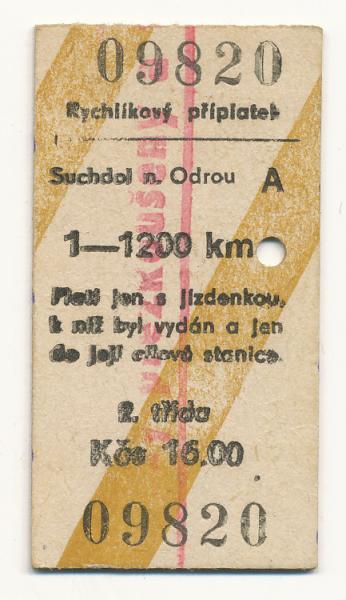 09820
Rychlíkový příplatek
Suchdol n. Odrou A
1—1200 km
Platí jen s jízdenkou,
k níž byl vydán a jen
do její cílové stanice.
2. třída
Kčs 16.00
09820